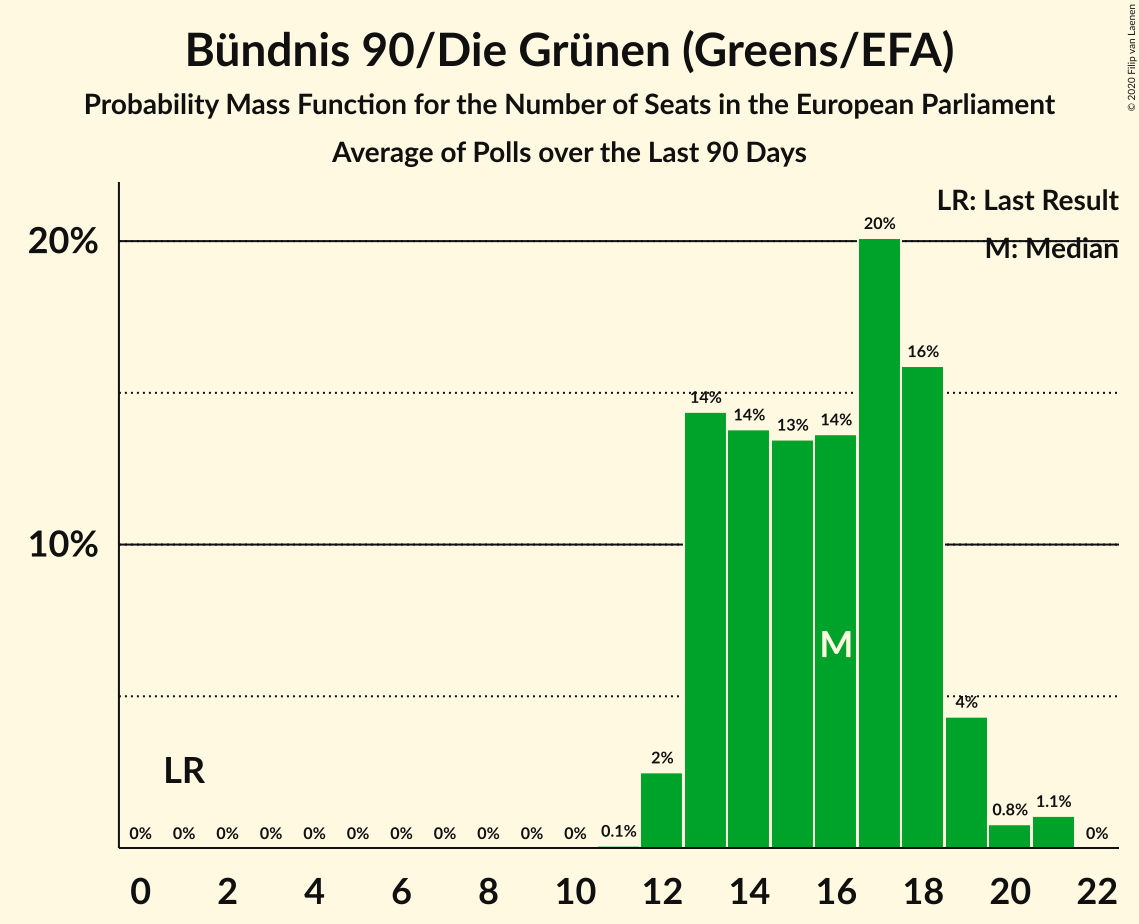 Bündnis 90/Die Grünen (Greens/EFA)
Probability Mass Function for the Number of Seats in the European Parliament
Average of Polls over the Last 90 Days
© 2020 Filip van Laenen
LR: Last Result
M: Median
20%
10%
20%
16%
14%
14%
13%
14%
M
4%
LR
2%
0.8%
1.1%
0%
0%
0%
0%
0%
0%
0%
0%
0%
0%
0%
0.1%
0%
0 2 4 6 8 10 12 14 16 18 20 22